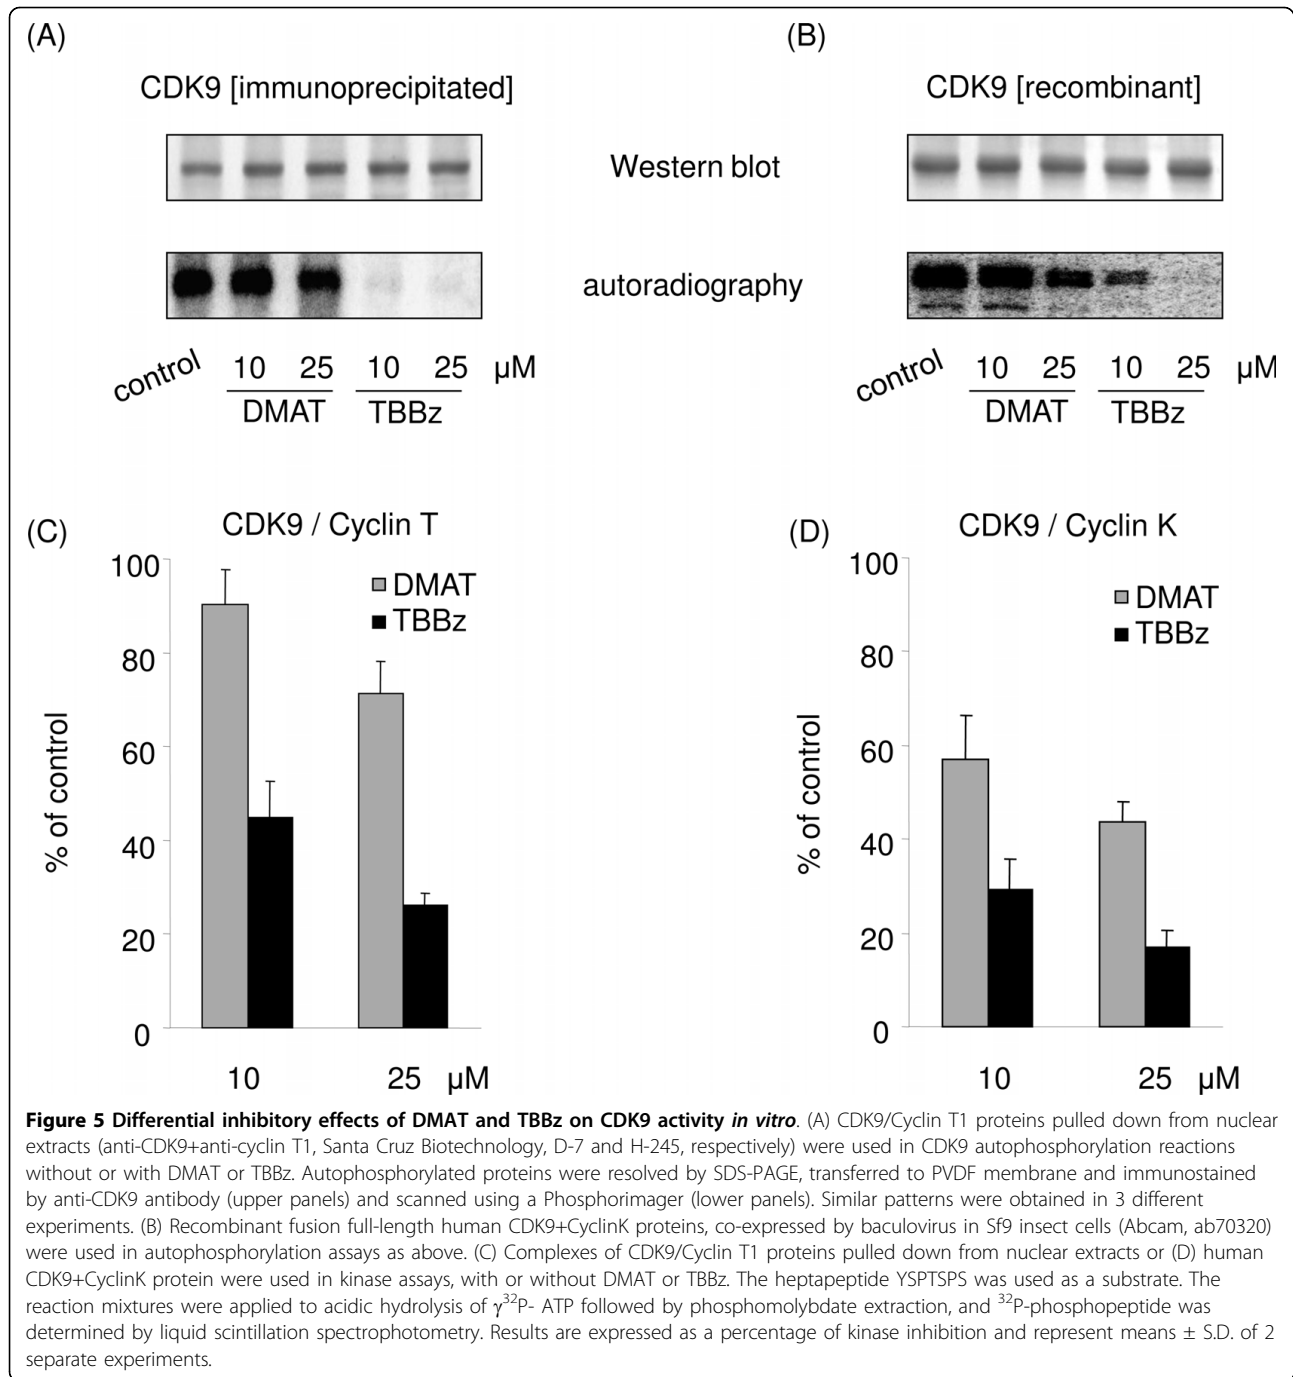 (A)
(B)
CDK9 [immunoprecipitated]
CDK9 [recombinant]
Western blot
autoradiography
control
10 25 10 25 µM
DMAT TBBz
control
10 25 10 25 µM
DMAT TBBz
(C)
CDK9 / Cyclin T
100
80
60
40
20
0
% of control
DMAT
TBBz
10 25 µM
(D)
CDK9 / Cyclin K
100
80
60
40
20
0
% of control
DMAT
TBBz
10 25 µM
Figure 5 Differential inhibitory effects of DMAT and TBBz on CDK9 activity in vitro. (A) CDK9/Cyclin T1 proteins pulled down from nuclear
extracts (anti-CDK9+anti-cyclin T1, Santa Cruz Biotechnology, D-7 and H-245, respectively) were used in CDK9 autophosphorylation reactions
without or with DMAT or TBBz. Autophosphorylated proteins were resolved by SDS-PAGE, transferred to PVDF membrane and immunostained
by anti-CDK9 antibody (upper panels) and scanned using a Phosphorimager (lower panels). Similar patterns were obtained in 3 different
experiments. (B) Recombinant fusion full-length human CDK9+CyclinK proteins, co-expressed by baculovirus in Sf9 insect cells (Abcam, ab70320)
were used in autophosphorylation assays as above. (C) Complexes of CDK9/Cyclin T1 proteins pulled down from nuclear extracts or (D) human
CDK9+CyclinK protein were used in kinase assays, with or without DMAT or TBBz. The heptapeptide YSPTSPS was used as a substrate. The
reaction mixtures were applied to acidic hydrolysis of γ³²P- ATP followed by phosphomolybdate extraction, and ³²P-phosphopeptide was
determined by liquid scintillation spectrophotometry. Results are expressed as a percentage of kinase inhibition and represent means ± S.D. of 2
separate experiments.